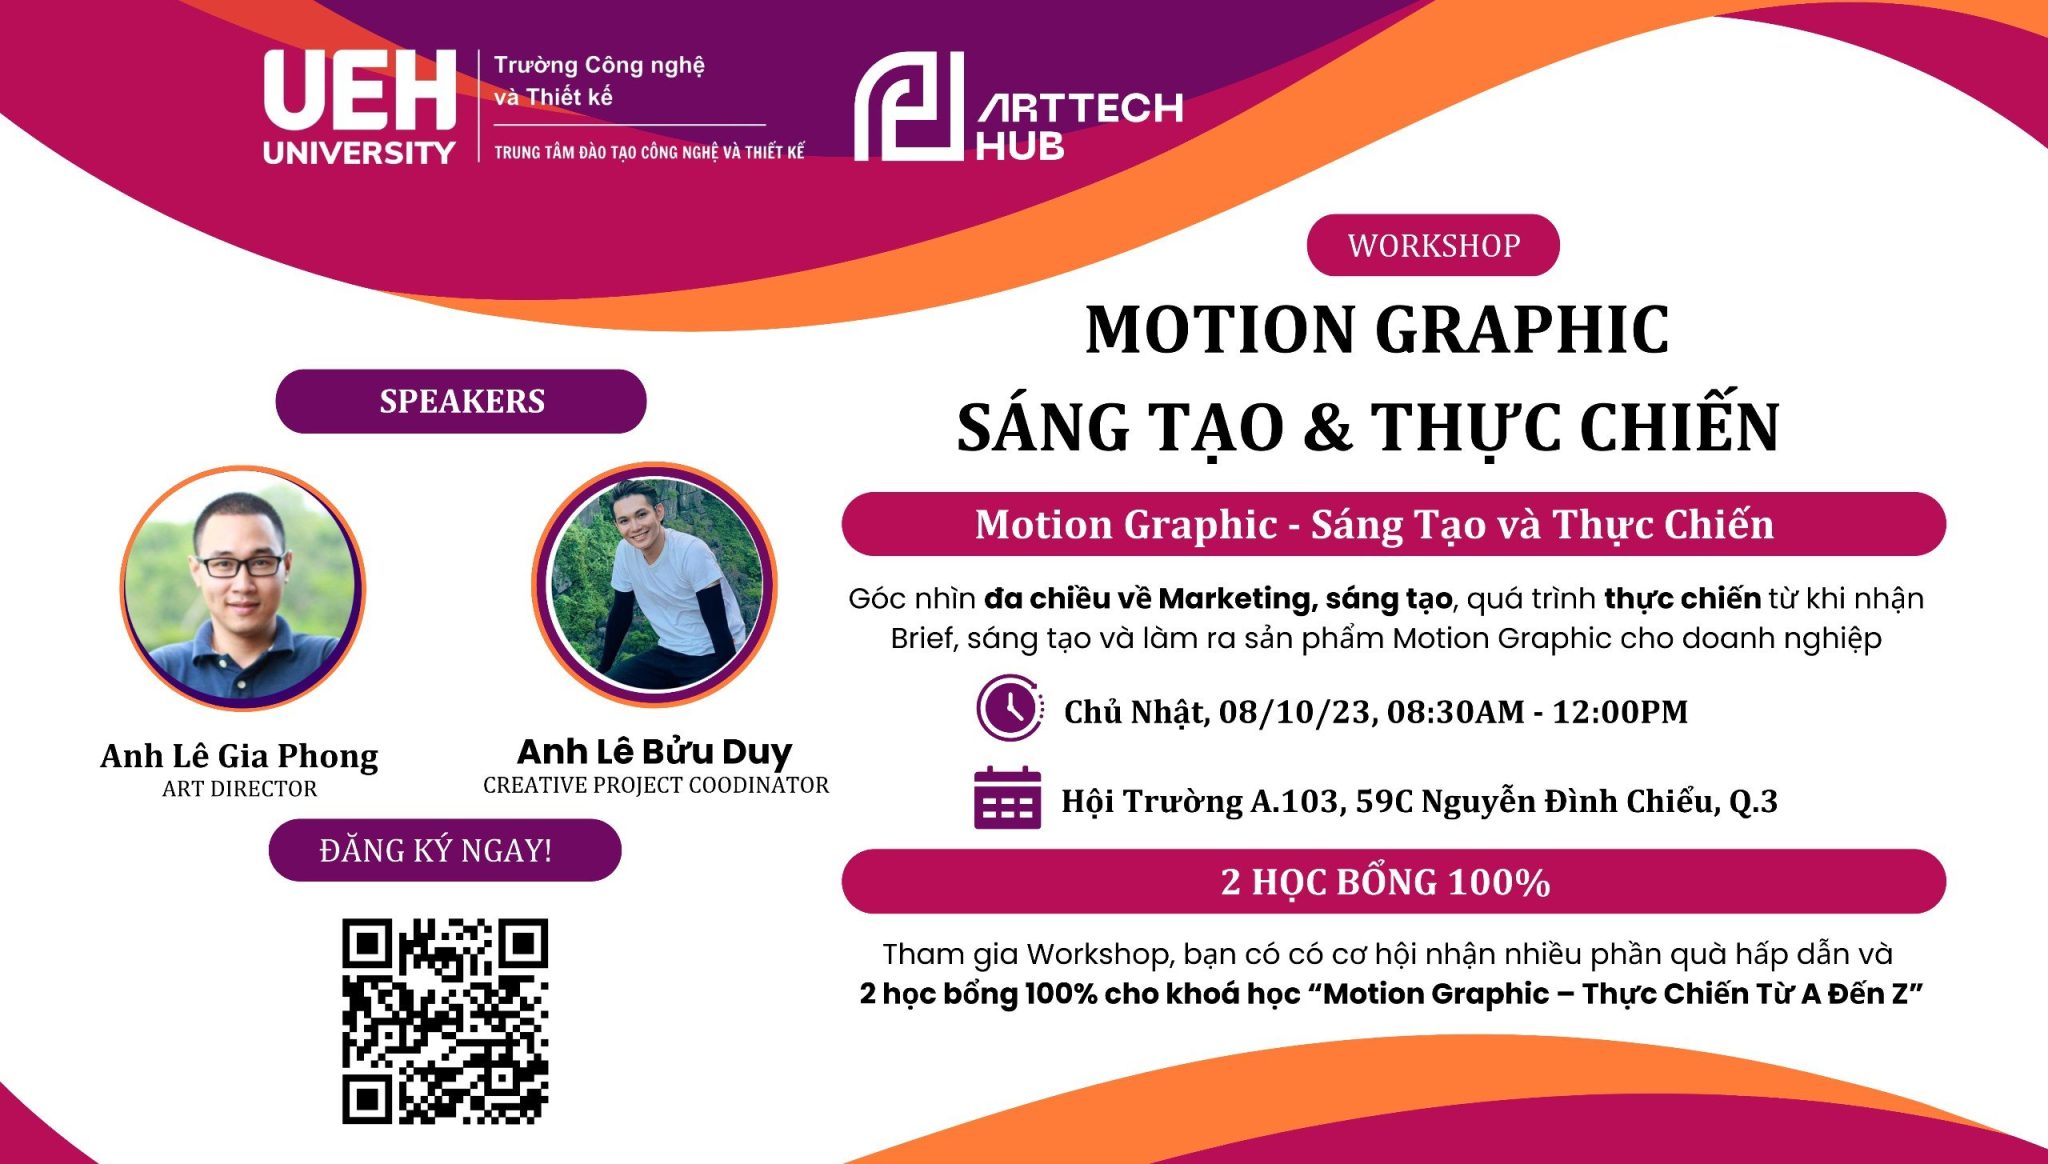 UEH
UNIVERSITY
Trường Công nghệ
và Thiết kế
TRUNG TÂM ĐÀO TẠO CÔNG NGHỆ VÀ THIẾT KẾ
ARTTECH
HUB
WORKSHOP
MOTION GRAPHIC
SÁNG TẠO & THỰC CHIẾN
SPEAKERS
Anh Lê Gia Phong
ART DIRECTOR
Anh Lê Bửu Duy
CREATIVE PROJECT COODINATOR
ĐĂNG KÝ NGAY!
Motion Graphic - Sáng Tạo và Thực Chiến
Góc nhìn đa chiều về Marketing, sáng tạo, quá trình thực chiến từ khi nhận
Brief, sáng tạo và làm ra sản phẩm Motion Graphic cho doanh nghiệp
Chủ Nhật, 08/10/23, 08:30AM - 12:00PM
Hội Trường A.103, 59C Nguyễn Đình Chiểu, Q.3
2 HỌC BỔNG 100%
Tham gia Workshop, bạn có có cơ hội nhận nhiều phần quà hấp dẫn và
2 học bổng 100% cho khoá học “Motion Graphic – Thực Chiến Từ A Đến Z”